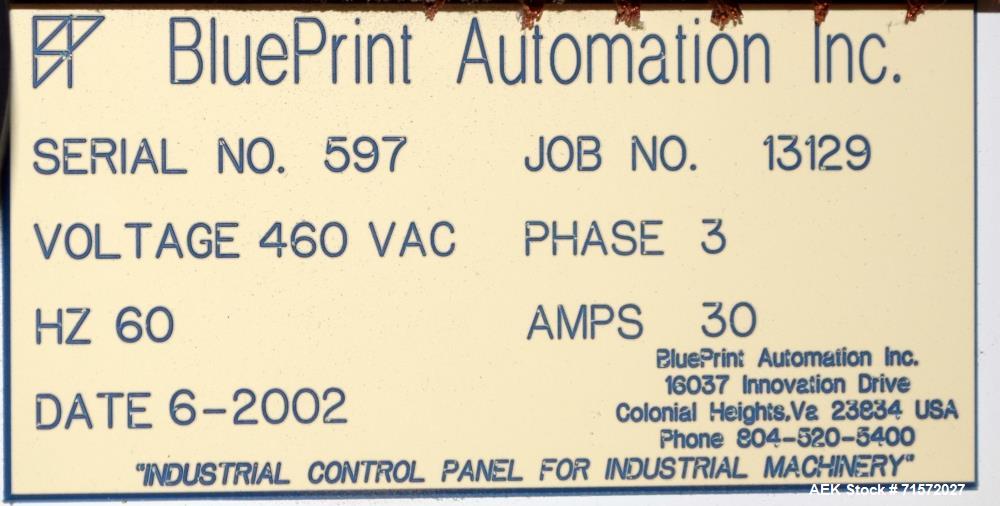 BluePrint Automation Inc.
SERIAL NO. 597 JOB NO. 13129
VOLTAGE 460 VAC PHASE 3
HZ 60 AMPS 30
BluePrint Automation Inc.
16037 Innovation Drive
Colonial Heights,Va 23834 USA
DATE 6-2002
Phone 804-520-5400
"INDUSTRIAL CONTROL PANEL FOR INDUSTRIAL MACHINERY"
AEK Stock # 71572027